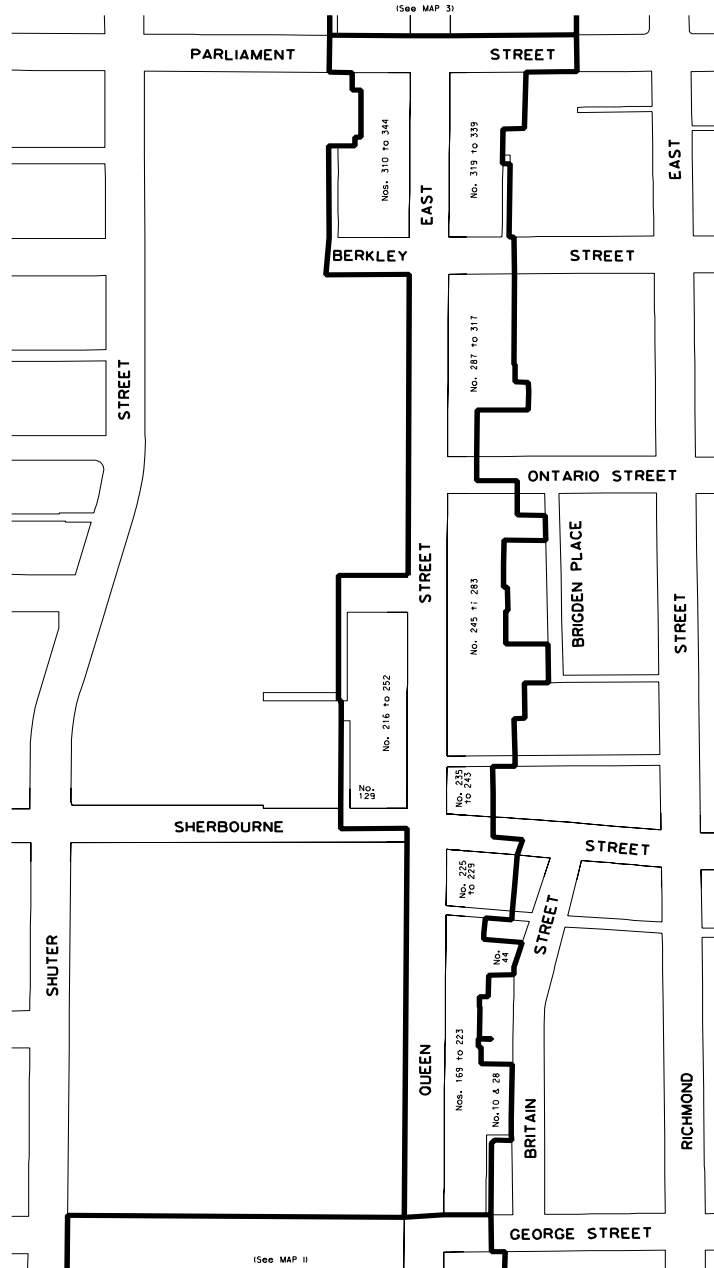 (See MAP 3)
PARLIAMENT STREET
Nos. 310 to 344
No. 319 to 339
EAST
EAST
BERKLEY STREET
No. 287 to 317
STREET
ONTARIO STREET
STREET
No. 245 ti 283
BRIGDEN PLACE
STREET
No. 216 to 252
No.
129
No. 235
to 243
SHERBOURNE STREET
No. 225
to 229
STREET
No.
44
SHUTER
QUEEN
Nos. 169 to 223
No.10 & 28
BRITAIN
RICHMOND
GEORGE STREET
(See MAP 1)